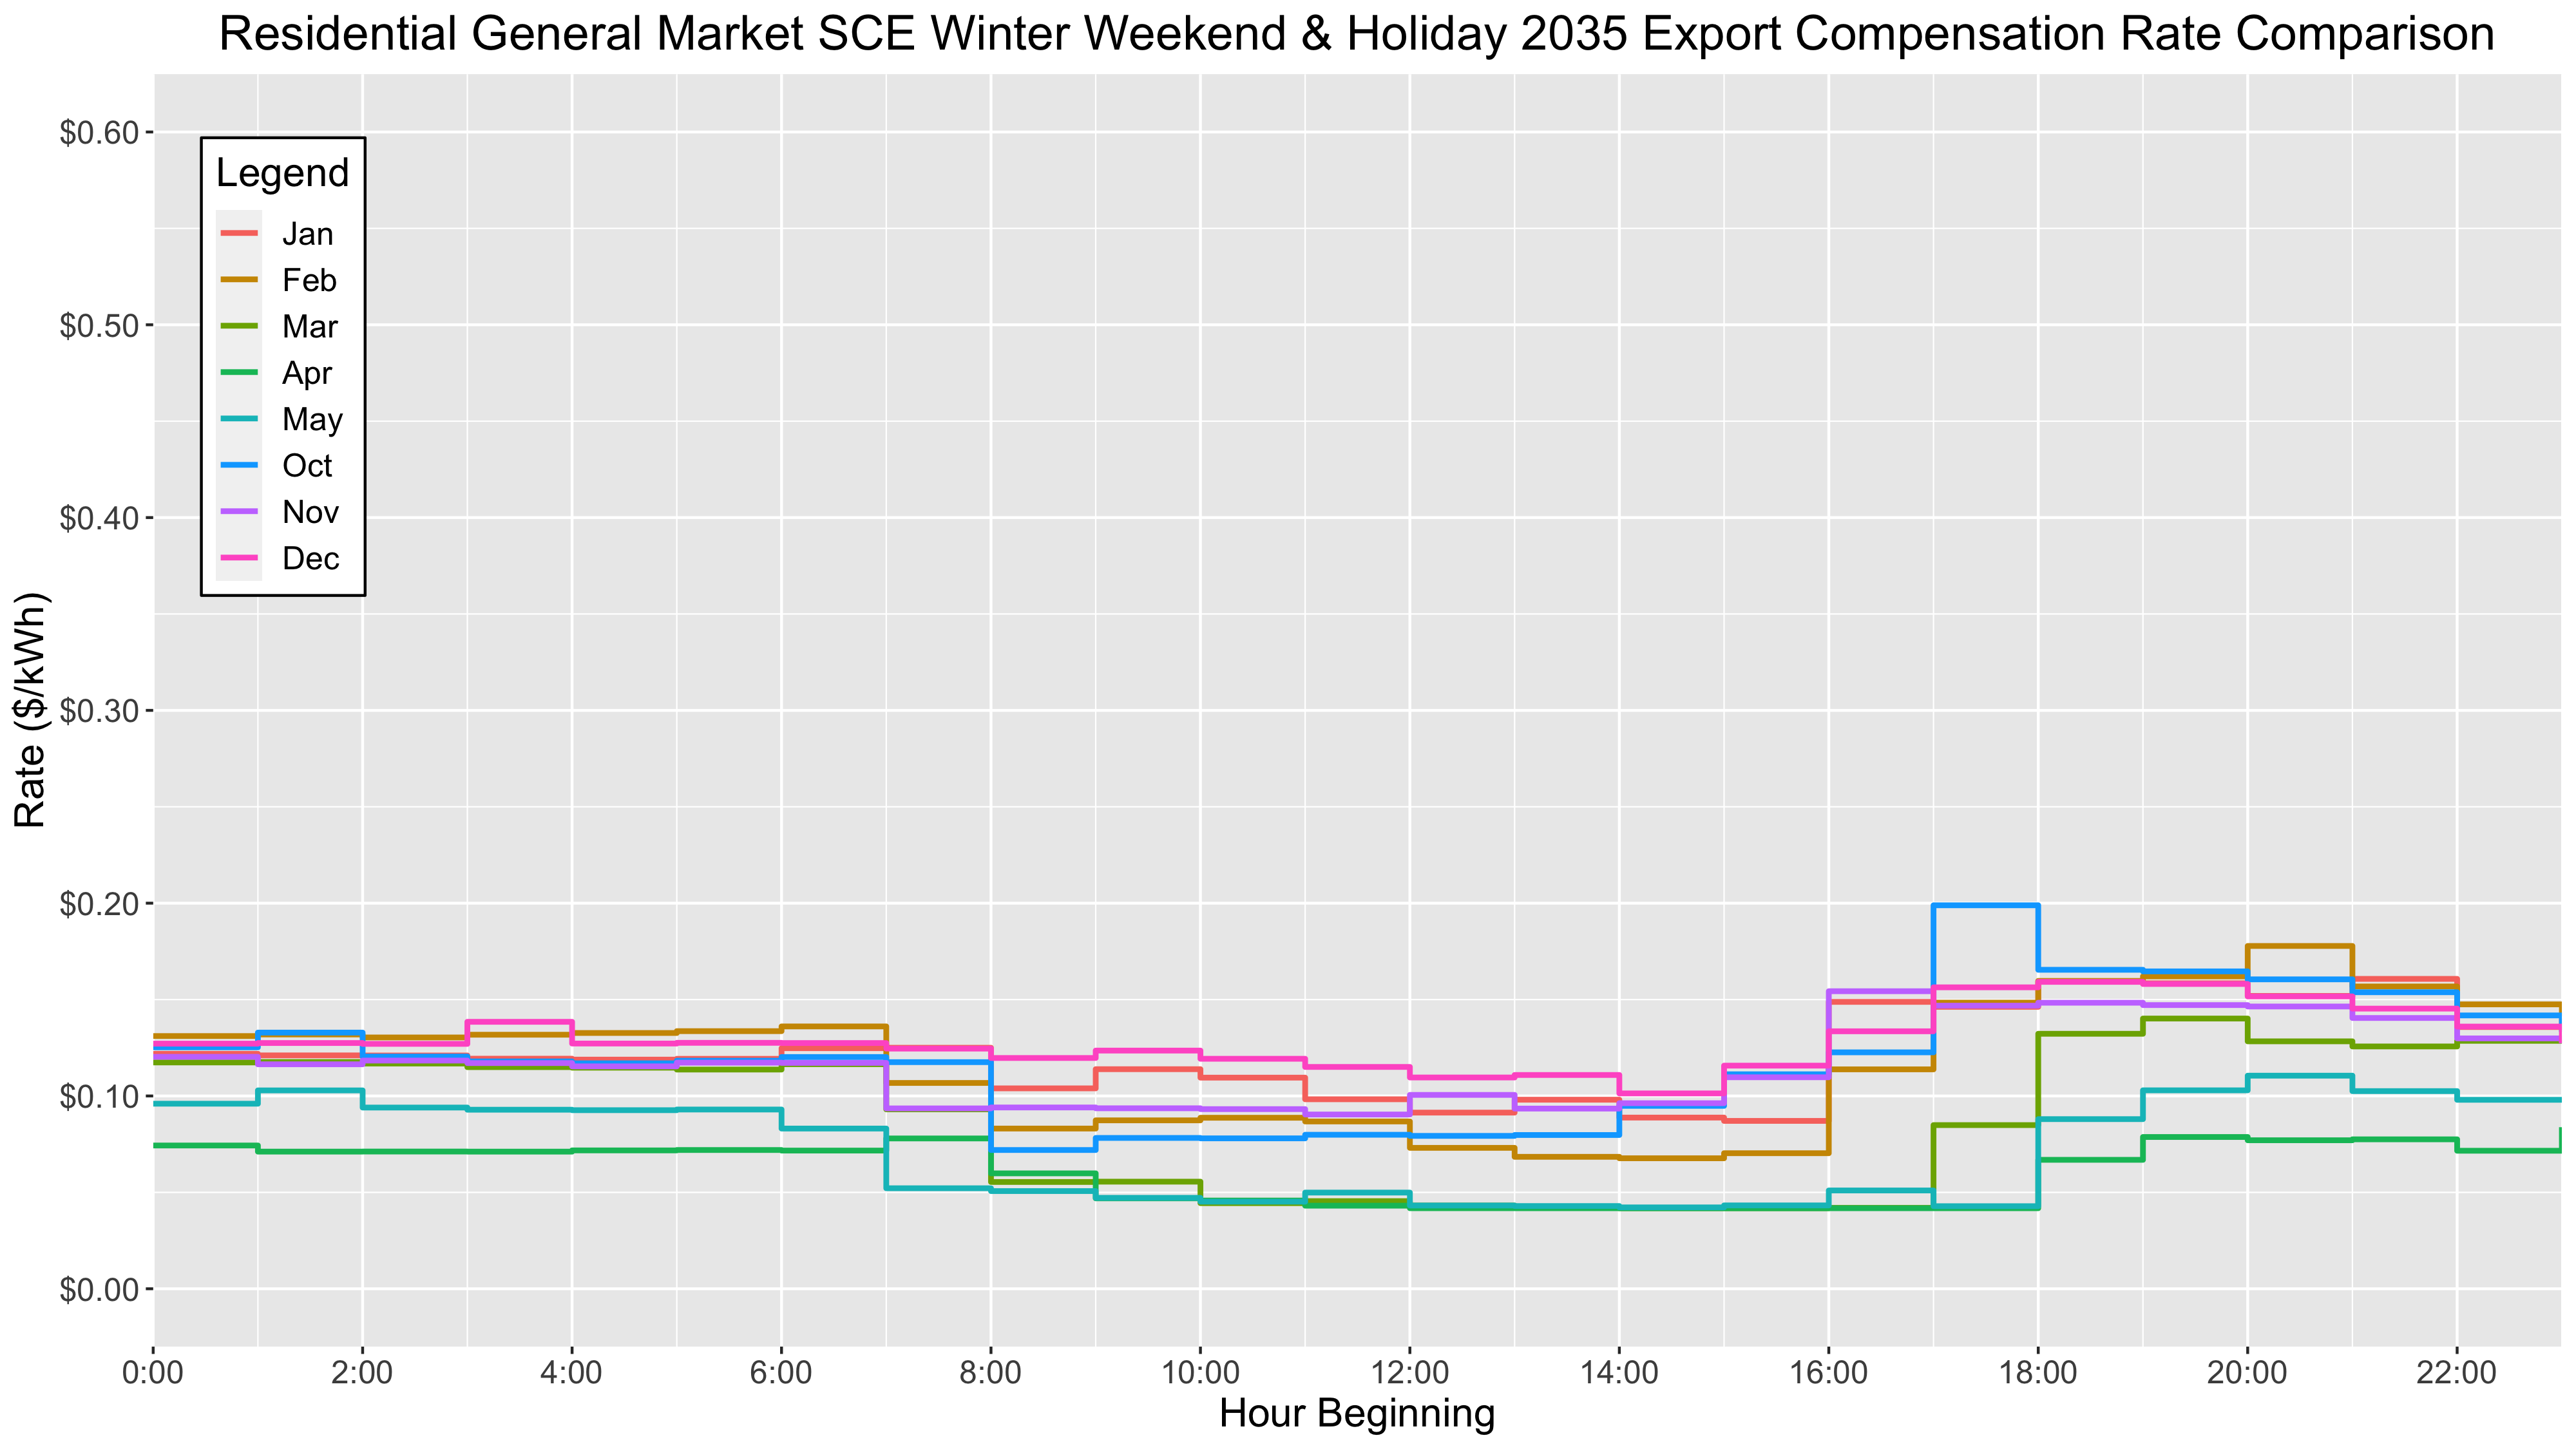 Residential General Market SCE Winter Weekend & Holiday 2035 Export Compensation Rate Comparison
$0.60
$0.50
$0.40
$0.30
$0.20
$0.10
$0.00
Rate ($/kWh)
Legend
Jan
Feb
Mar
Apr
May
Oct
Nov
Dec
0:00 2:00 4:00 6:00 8:00 10:00 12:00 14:00 16:00 18:00 20:00 22:00
Hour Beginning